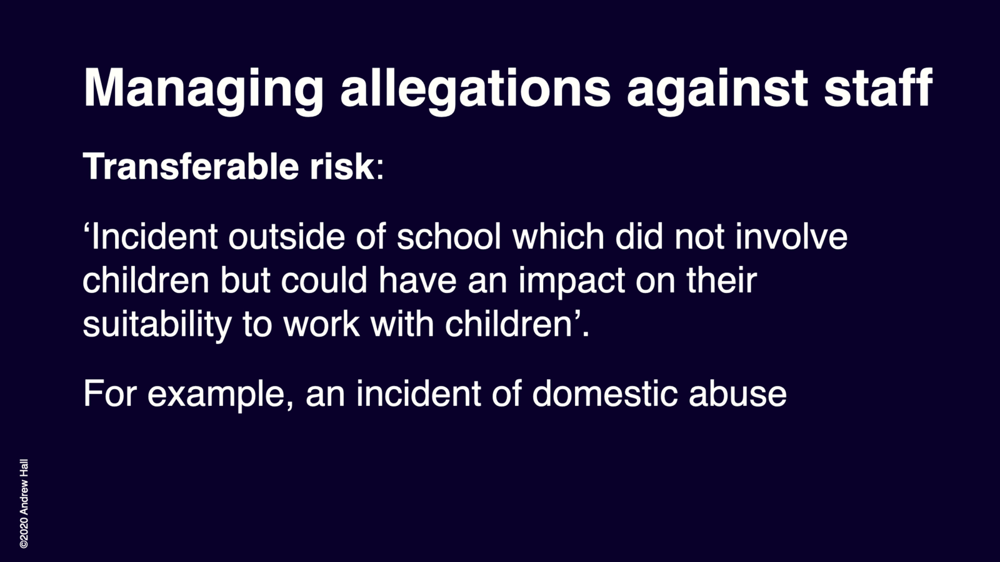 Managing allegations against staff
Transferable risk:
‘Incident outside of school which did not involve
children but could have an impact on their
suitability to work with children’.
For example, an incident of domestic abuse
©2020 Andrew Hall